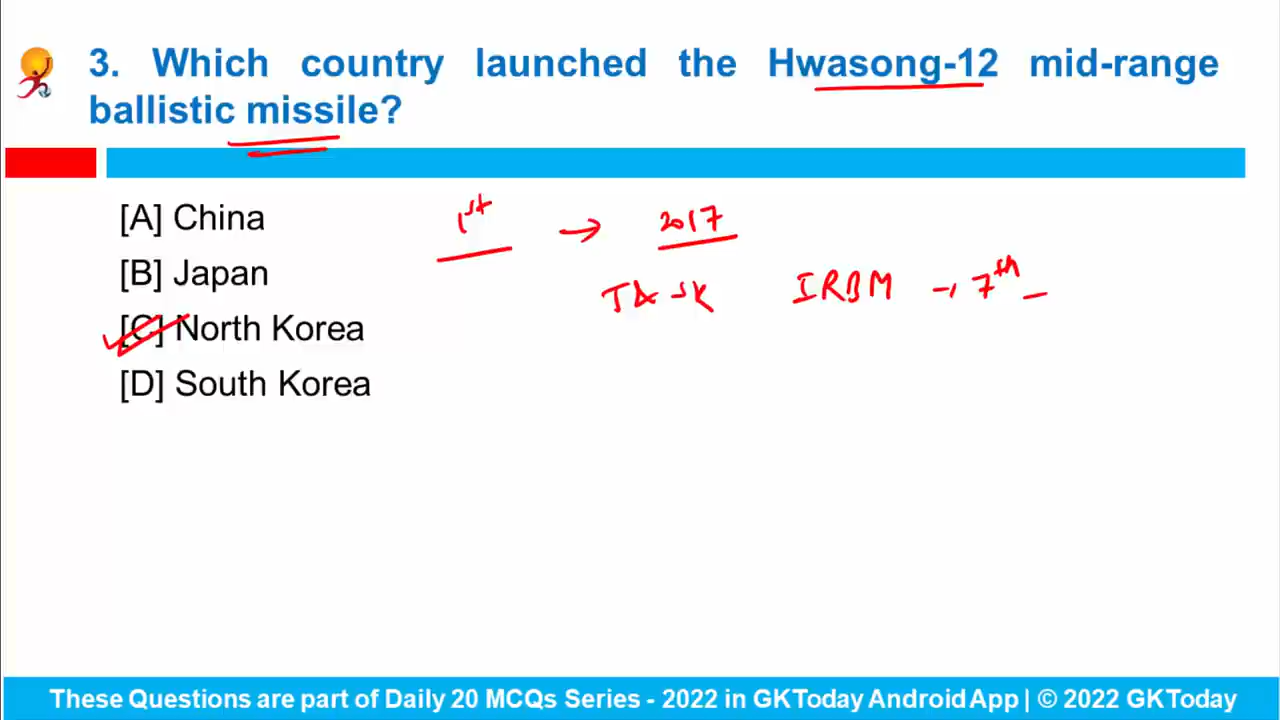 3. Which country launched the Hwasong-12 mid-range
ballistic missile?
[A] China
1st → 2017
[B] Japan
J & SK IRBM → 7th
[C] North Korea
[D] South Korea
These Questions are part of Daily 20 MCQs Series - 2022 in GKToday Android App | © 2022 GKToday